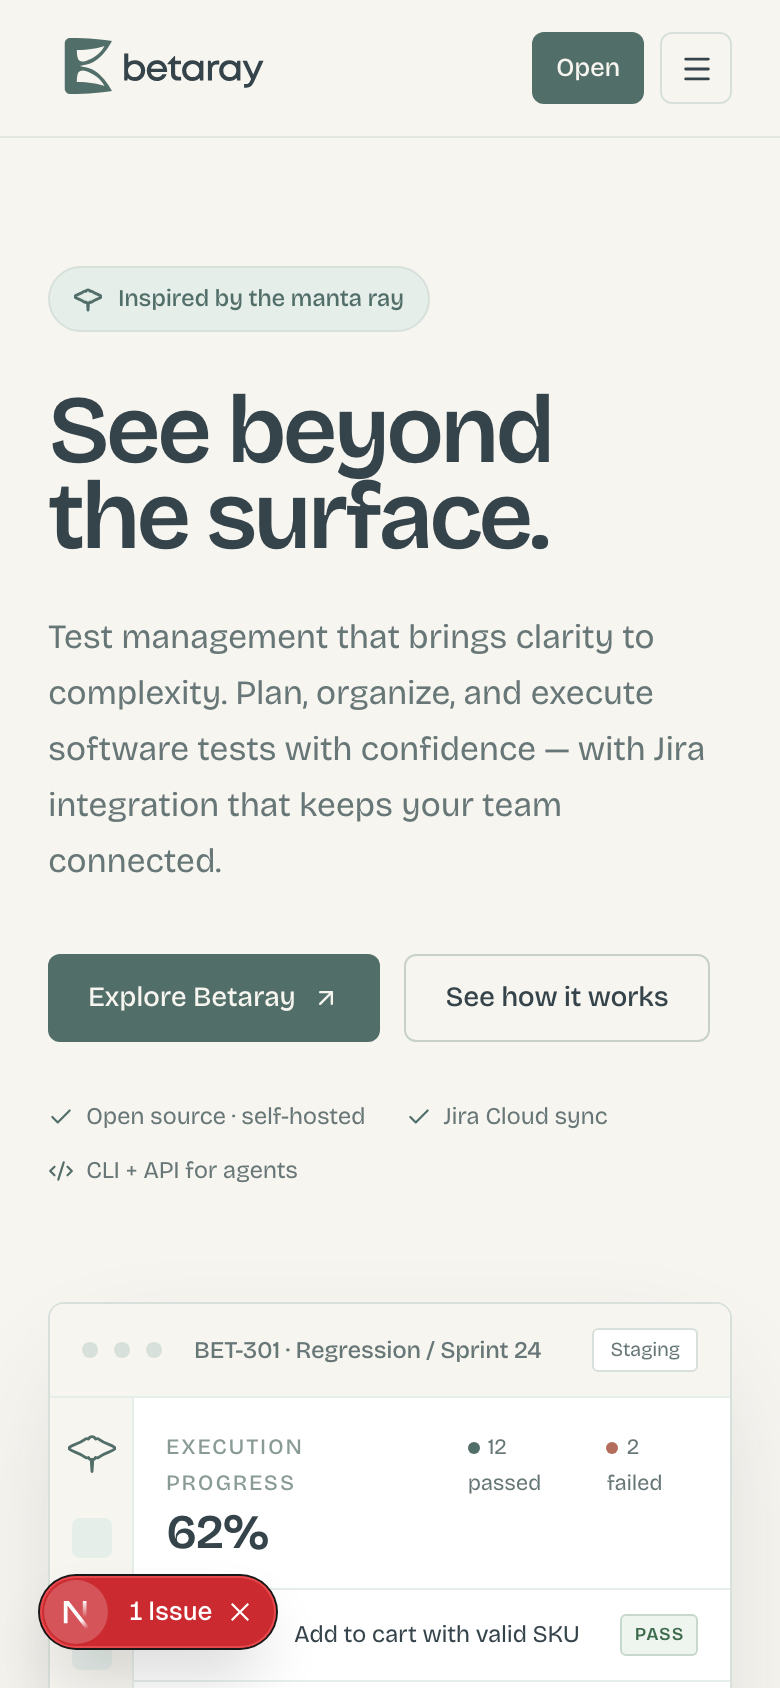 betaray
Open
Inspired by the manta ray
See beyond
the surface.
Test management that brings clarity to
complexity. Plan, organize, and execute
software tests with confidence — with Jira
integration that keeps your team
connected.
Explore Betaray
See how it works
Open source · self-hosted
Jira Cloud sync
CLI + API for agents
BET-301 · Regression / Sprint 24
Staging
EXECUTION
PROGRESS
62%
12
passed
2
failed
N 1 Issue
Add to cart with valid SKU
PASS